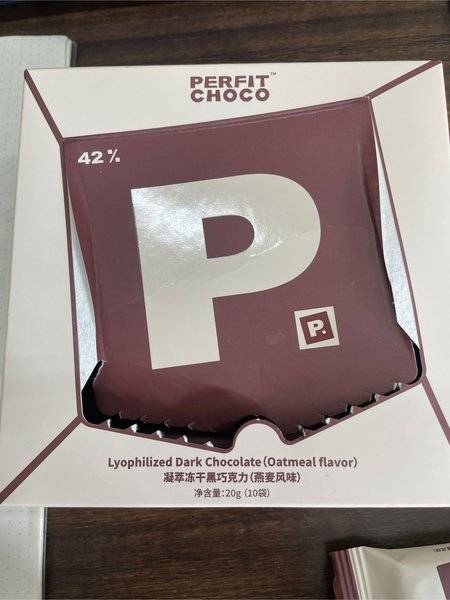 PERFIT™
CHOCO
42%
P.
P.
Lyophilized Dark Chocolate(Oatmeal flavor)
凝萃冻干黑巧克力(燕麦风味)
净含量:20g (10袋)